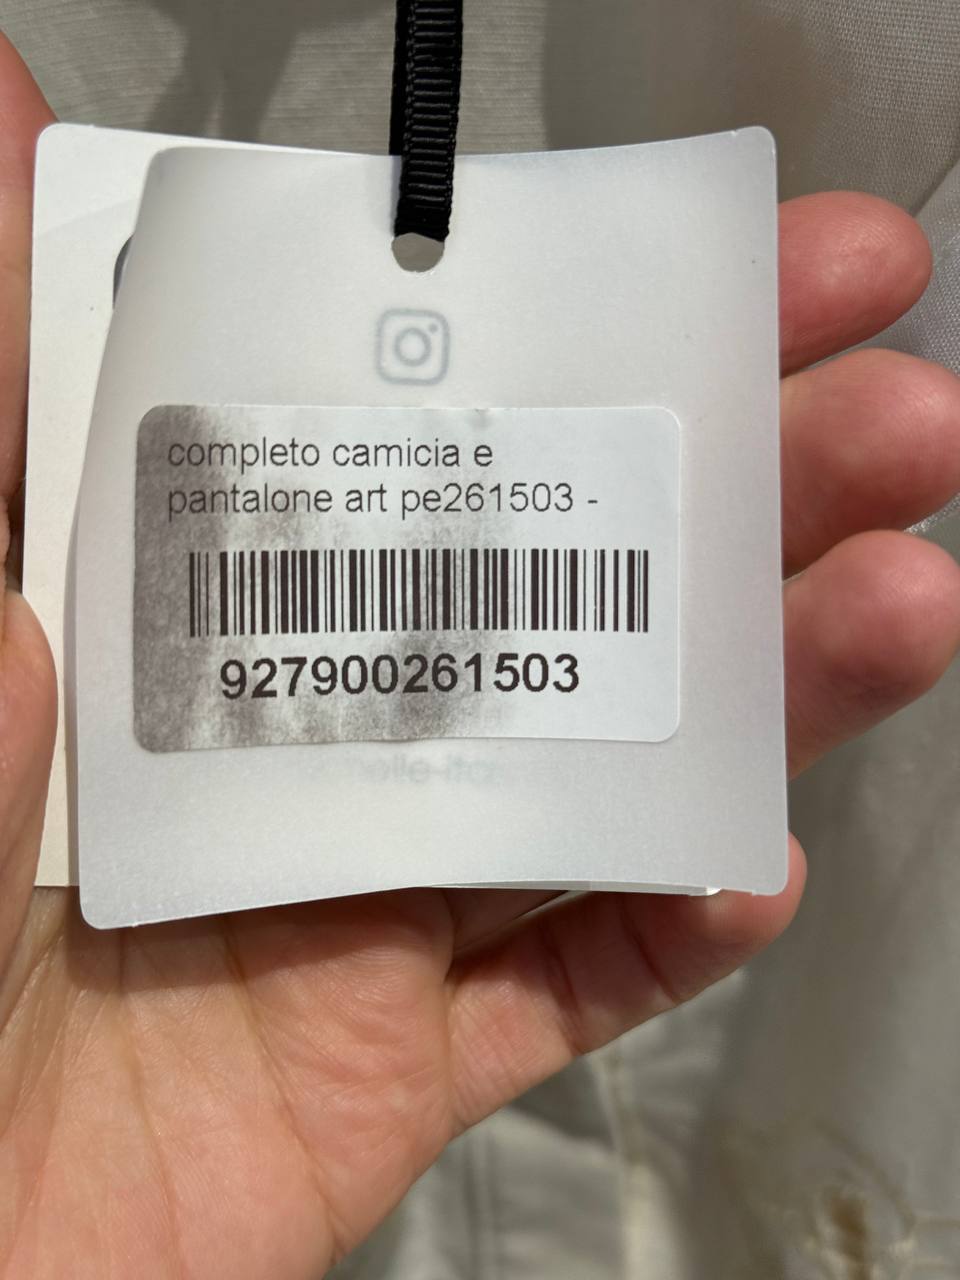 completo camicia e
pantalone art pe261503 -
927900261503